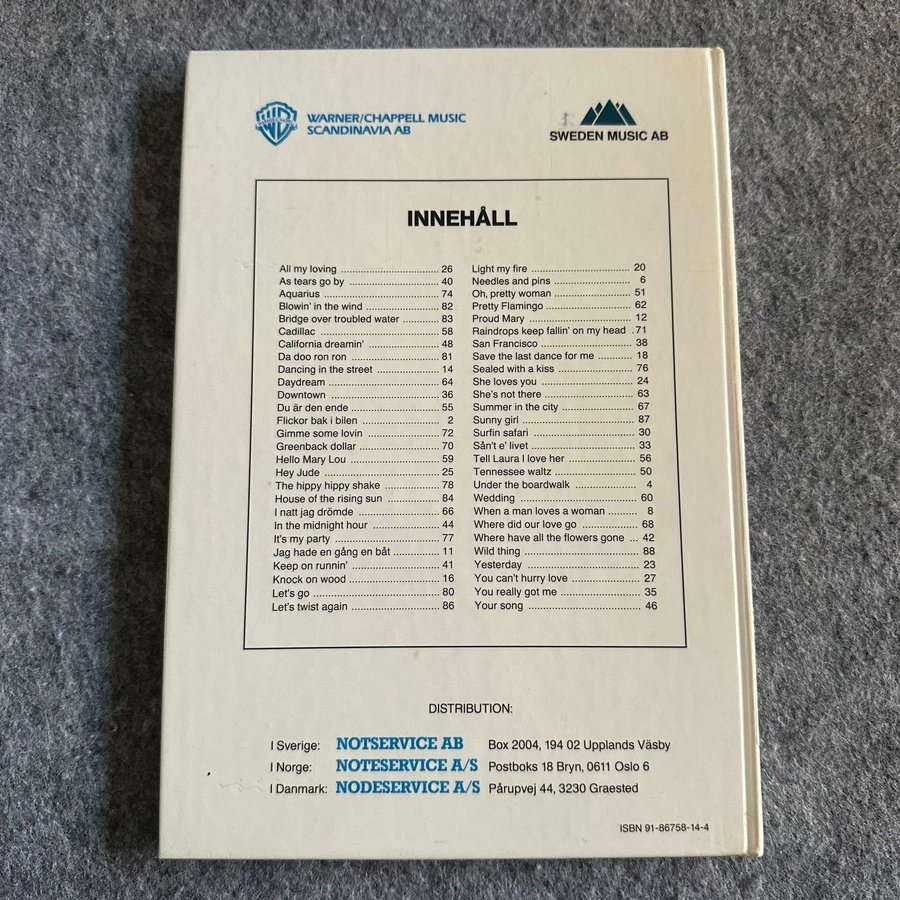 WARNER/CHAPPELL MUSIC
SCANDINAVIA AB
SWEDEN MUSIC AB
INNEHÅLL
All my loving ................................ 26
As tears go by .............................. 40
Aquarius ...................................... 74
Blowin' in the wind ........................ 82
Bridge over troubled water ............ 83
Cadillac ....................................... 58
California dreamin' ........................ 48
Da doo ron ron ............................. 81
Dancing in the street ..................... 14
Daydream .................................... 64
Downtown .................................... 36
Du är den ende ............................. 55
Flickor bak i bilen .......................... 2
Gimme some lovin ........................ 72
Greenback dollar .......................... 70
Hello Mary Lou ............................. 59
Hey Jude ..................................... 25
The hippy hippy shake .................. 78
House of the rising sun ................. 84
I natt jag drömde .......................... 66
In the midnight hour ...................... 44
It's my party ................................. 77
Jag hade en gång en båt ............... 11
Keep on runnin' ............................ 41
Knock on wood ............................. 16
Let's go ....................................... 80
Let's twist again ........................... 86
Light my fire ................................. 20
Needles and pins .......................... 6
Oh, pretty woman ......................... 51
Pretty Flamingo ............................ 62
Proud Mary .................................. 12
Raindrops keep fallin' on my head . 71
San Francisco .............................. 38
Save the last dance for me ........... 18
Sealed with a kiss ......................... 76
She loves you .............................. 24
She's not there ............................. 63
Summer in the city ........................ 67
Sunny girl .................................... 87
Surfin safari ................................. 30
Sån't e' livet ................................. 33
Tell Laura I love her ...................... 56
Tennessee waltz ........................... 50
Under the boardwalk ..................... 4
Wedding ...................................... 60
When a man loves a woman .......... 8
Where did our love go ................... 68
Where have all the flowers gone ... 42
Wild thing .................................... 88
Yesterday .................................... 23
You can't hurry love ...................... 27
You really got me .......................... 35
Your song .................................... 46
DISTRIBUTION:
I Sverige: NOTSERVICE AB Box 2004, 194 02 Upplands Väsby
I Norge: NOTESERVICE A/S Postboks 18 Bryn, 0611 Oslo 6
I Danmark: NODESERVICE A/S Pårupvej 44, 3230 Graested
ISBN 91-86758-14-4